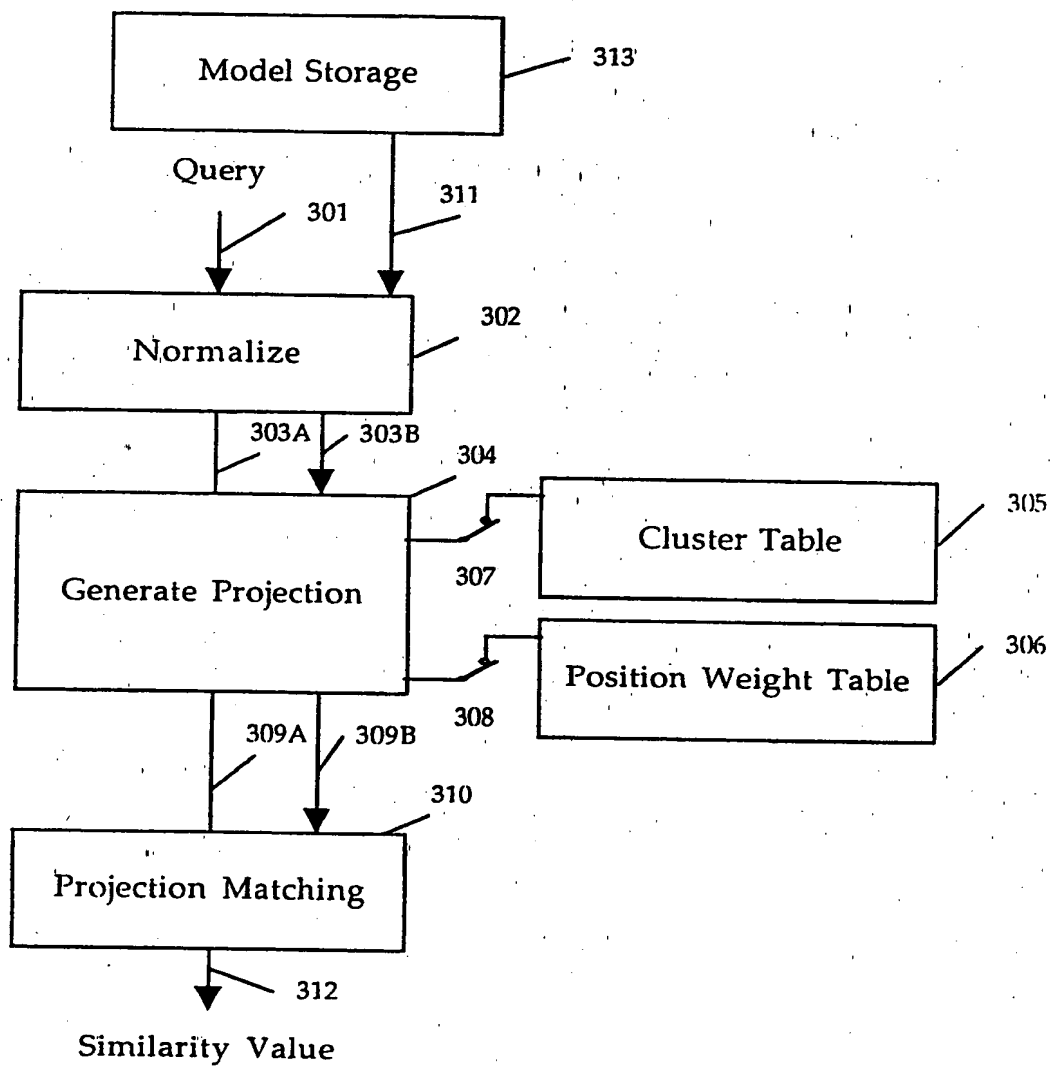 Model Storage
313
Query
311
301
302
Normalize
303A
303B
304
305
Cluster Table
307
Generate Projection
306
Position Weight Table
308
309A
309B
310
Projection Matching
312
Similarity Value